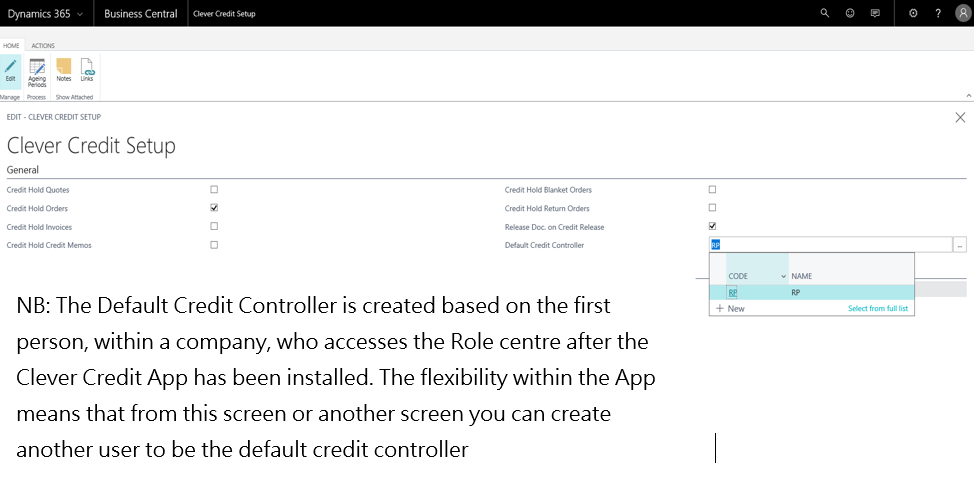 Dynamics 365 Business Central Clever Credit Setup ?
HOME ACTIONS
Edit Ageing Periods Notes Links
Manage Process Show Attached
EDIT - CLEVER CREDIT SETUP
Clever Credit Setup
General
Credit Hold Quotes Credit Hold Blanket Orders
Credit Hold Orders Credit Hold Return Orders
Credit Hold Invoices Release Doc. on Credit Release
Credit Hold Credit Memos Default Credit Controller RP ...
CODE NAME
RP RP
+ New Select from full list
NB: The Default Credit Controller is created based on the first
person, within a company, who accesses the Role centre after the
Clever Credit App has been installed. The flexibility within the App
means that from this screen or another screen you can create
another user to be the default credit controller